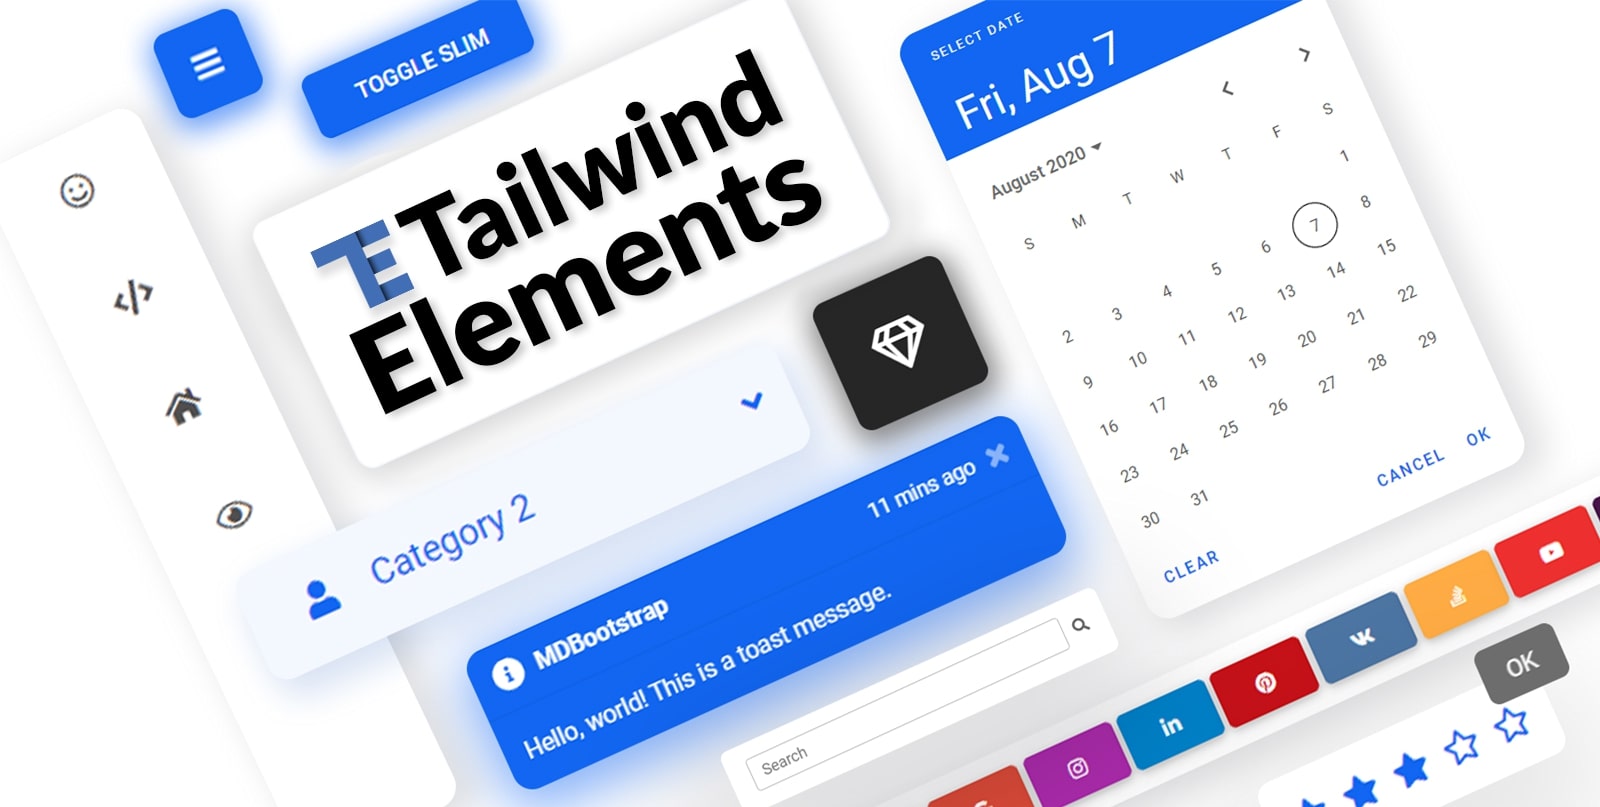 TOGGLE SLIM
TE Tailwind
Elements
Category 2
MDBootstrap
11 mins ago
Hello, world! This is a toast message.
Search
SELECT DATE
Fri, Aug 7
August 2020
S M T W T F S
1
2 3 4 5 6 7 8
9 10 11 12 13 14 15
16 17 18 19 20 21 22
23 24 25 26 27 28 29
30 31
CLEAR CANCEL OK
in
OK